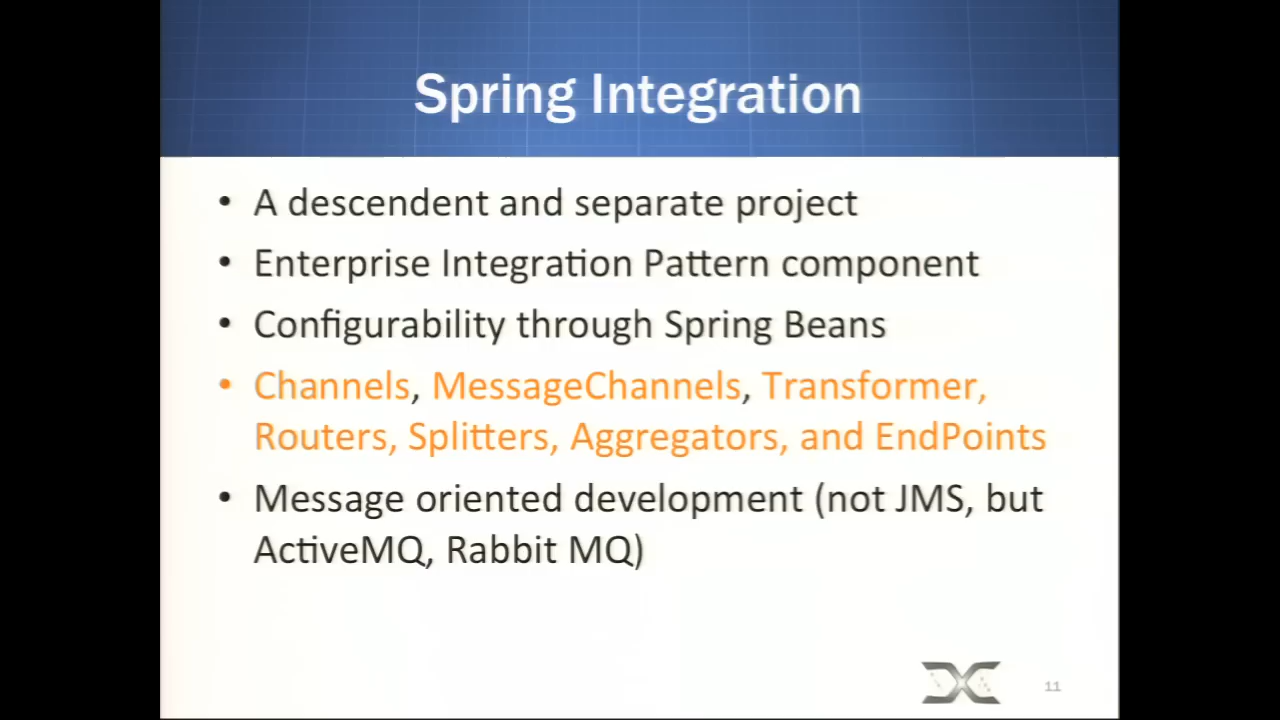 Spring Integration
• A descendent and separate project
• Enterprise Integration Pattern component
• Configurability through Spring Beans
• Channels, MessageChannels, Transformer,
Routers, Splitters, Aggregators, and EndPoints
• Message oriented development (not JMS, but
ActiveMQ, Rabbit MQ)
11